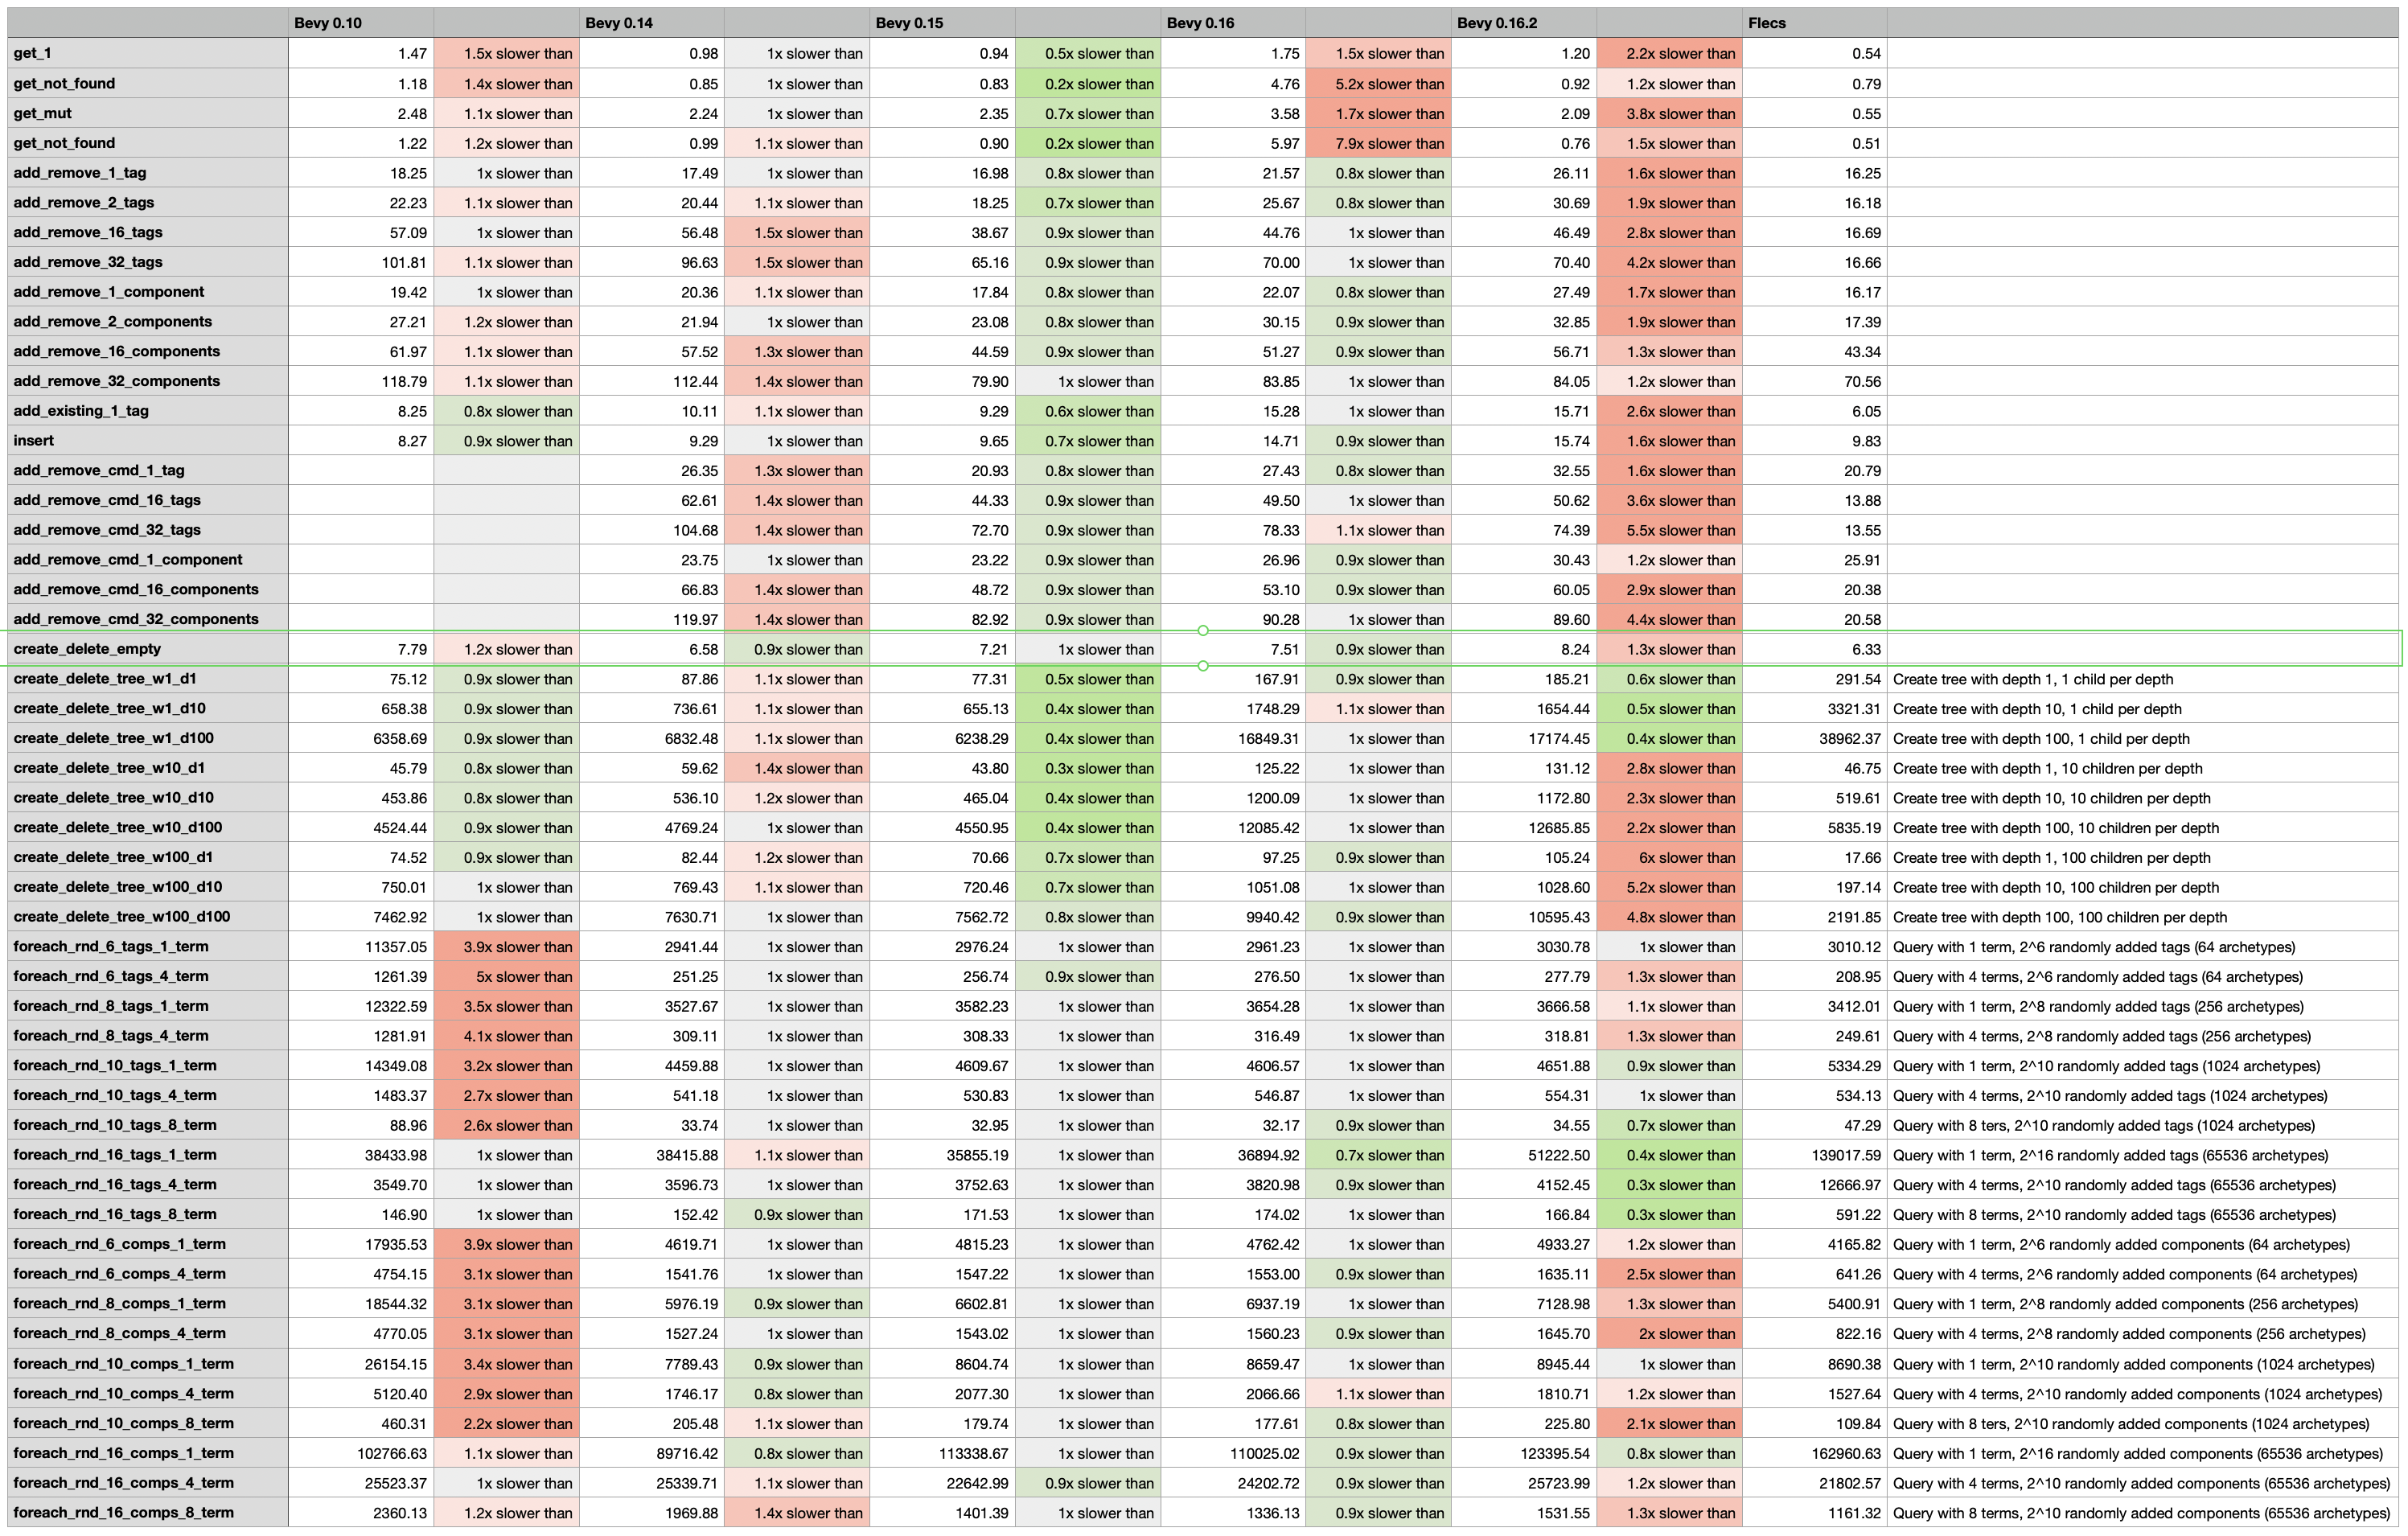 Bevy 0.10 Bevy 0.14 Bevy 0.15 Bevy 0.16 Bevy 0.16.2 Flecs
get_1 1.47 1.5x slower than 0.98 1x slower than 0.94 0.5x slower than 1.75 1.5x slower than 1.20 2.2x slower than 0.54
get_not_found 1.18 1.4x slower than 0.85 1x slower than 0.83 0.2x slower than 4.76 5.2x slower than 0.92 1.2x slower than 0.79
get_mut 2.48 1.1x slower than 2.24 1x slower than 2.35 0.7x slower than 3.58 1.7x slower than 2.09 3.8x slower than 0.55
get_not_found 1.22 1.2x slower than 0.99 1.1x slower than 0.90 0.2x slower than 5.97 7.9x slower than 0.76 1.5x slower than 0.51
add_remove_1_tag 18.25 1x slower than 17.49 1x slower than 16.98 0.8x slower than 21.57 0.8x slower than 26.11 1.6x slower than 16.25
add_remove_2_tags 22.23 1.1x slower than 20.44 1.1x slower than 18.25 0.7x slower than 25.67 0.8x slower than 30.69 1.9x slower than 16.18
add_remove_16_tags 57.09 1x slower than 56.48 1.5x slower than 38.67 0.9x slower than 44.76 1x slower than 46.49 2.8x slower than 16.69
add_remove_32_tags 101.81 1.1x slower than 96.63 1.5x slower than 65.16 0.9x slower than 70.00 1x slower than 70.40 4.2x slower than 16.66
add_remove_1_component 19.42 1x slower than 20.36 1.1x slower than 17.84 0.8x slower than 22.07 0.8x slower than 27.49 1.7x slower than 16.17
add_remove_2_components 27.21 1.2x slower than 21.94 1x slower than 23.08 0.8x slower than 30.15 0.9x slower than 32.85 1.9x slower than 17.39
add_remove_16_components 61.97 1.1x slower than 57.52 1.3x slower than 44.59 0.9x slower than 51.27 0.9x slower than 56.71 1.3x slower than 43.34
add_remove_32_components 118.79 1.1x slower than 112.44 1.4x slower than 79.90 1x slower than 83.85 1x slower than 84.05 1.2x slower than 70.56
add_existing_1_tag 8.25 0.8x slower than 10.11 1.1x slower than 9.29 0.6x slower than 15.28 1x slower than 15.71 2.6x slower than 6.05
insert 8.27 0.9x slower than 9.29 1x slower than 9.65 0.7x slower than 14.71 0.9x slower than 15.74 1.6x slower than 9.83
add_remove_cmd_1_tag 26.35 1.3x slower than 20.93 0.8x slower than 27.43 0.8x slower than 32.55 1.6x slower than 20.79
add_remove_cmd_16_tags 62.61 1.4x slower than 44.33 0.9x slower than 49.50 1x slower than 50.62 3.6x slower than 13.88
add_remove_cmd_32_tags 104.68 1.4x slower than 72.70 0.9x slower than 78.33 1.1x slower than 74.39 5.5x slower than 13.55
add_remove_cmd_1_component 23.75 1x slower than 23.22 0.9x slower than 26.96 0.9x slower than 30.43 1.2x slower than 25.91
add_remove_cmd_16_components 66.83 1.4x slower than 48.72 0.9x slower than 53.10 0.9x slower than 60.05 2.9x slower than 20.38
add_remove_cmd_32_components 119.97 1.4x slower than 82.92 0.9x slower than 90.28 1x slower than 89.60 4.4x slower than 20.58
create_delete_empty 7.79 1.2x slower than 6.58 0.9x slower than 7.21 1x slower than 7.51 0.9x slower than 8.24 1.3x slower than 6.33
create_delete_tree_w1_d1 75.12 0.9x slower than 87.86 1.1x slower than 77.31 0.5x slower than 167.91 0.9x slower than 185.21 0.6x slower than 291.54 Create tree with depth 1, 1 child per depth
create_delete_tree_w1_d10 658.38 0.9x slower than 736.61 1.1x slower than 655.13 0.4x slower than 1748.29 1.1x slower than 1654.44 0.5x slower than 3321.31 Create tree with depth 10, 1 child per depth
create_delete_tree_w1_d100 6358.69 0.9x slower than 6832.48 1.1x slower than 6238.29 0.4x slower than 16849.31 1x slower than 17174.45 0.4x slower than 38962.37 Create tree with depth 100, 1 child per depth
create_delete_tree_w10_d1 45.79 0.8x slower than 59.62 1.4x slower than 43.80 0.3x slower than 125.22 1x slower than 131.12 2.8x slower than 46.75 Create tree with depth 1, 10 children per depth
create_delete_tree_w10_d10 453.86 0.8x slower than 536.10 1.2x slower than 465.04 0.4x slower than 1200.09 1x slower than 1172.80 2.3x slower than 519.61 Create tree with depth 10, 10 children per depth
create_delete_tree_w10_d100 4524.44 0.9x slower than 4769.24 1x slower than 4550.95 0.4x slower than 12085.42 1x slower than 12685.85 2.2x slower than 5835.19 Create tree with depth 100, 10 children per depth
create_delete_tree_w100_d1 74.52 0.9x slower than 82.44 1.2x slower than 70.66 0.7x slower than 97.25 0.9x slower than 105.24 6x slower than 17.66 Create tree with depth 1, 100 children per depth
create_delete_tree_w100_d10 750.01 1x slower than 769.43 1.1x slower than 720.46 0.7x slower than 1051.08 1x slower than 1028.60 5.2x slower than 197.14 Create tree with depth 10, 100 children per depth
create_delete_tree_w100_d100 7462.92 1x slower than 7630.71 1x slower than 7562.72 0.8x slower than 9940.42 0.9x slower than 10595.43 4.8x slower than 2191.85 Create tree with depth 100, 100 children per depth
foreach_rnd_6_tags_1_term 11357.05 3.9x slower than 2941.44 1x slower than 2976.24 1x slower than 2961.23 1x slower than 3030.78 1x slower than 3010.12 Query with 1 term, 2^6 randomly added tags (64 archetypes)
foreach_rnd_6_tags_4_term 1261.39 5x slower than 251.25 1x slower than 256.74 0.9x slower than 276.50 1x slower than 277.79 1.3x slower than 208.95 Query with 4 terms, 2^6 randomly added tags (64 archetypes)
foreach_rnd_8_tags_1_term 12322.59 3.5x slower than 3527.67 1x slower than 3582.23 1x slower than 3654.28 1x slower than 3666.58 1.1x slower than 3412.01 Query with 1 term, 2^8 randomly added tags (256 archetypes)
foreach_rnd_8_tags_4_term 1281.91 4.1x slower than 309.11 1x slower than 308.33 1x slower than 316.49 1x slower than 318.81 1.3x slower than 249.61 Query with 4 terms, 2^8 randomly added tags (256 archetypes)
foreach_rnd_10_tags_1_term 14349.08 3.2x slower than 4459.88 1x slower than 4609.67 1x slower than 4606.57 1x slower than 4651.88 0.9x slower than 5334.29 Query with 1 term, 2^10 randomly added tags (1024 archetypes)
foreach_rnd_10_tags_4_term 1483.37 2.7x slower than 541.18 1x slower than 530.83 1x slower than 546.87 1x slower than 554.31 1x slower than 534.13 Query with 4 terms, 2^10 randomly added tags (1024 archetypes)
foreach_rnd_10_tags_8_term 88.96 2.6x slower than 33.74 1x slower than 32.95 1x slower than 32.17 0.9x slower than 34.55 0.7x slower than 47.29 Query with 8 ters, 2^10 randomly added tags (1024 archetypes)
foreach_rnd_16_tags_1_term 38433.98 1x slower than 38415.88 1.1x slower than 35855.19 1x slower than 36894.92 0.7x slower than 51222.50 0.4x slower than 139017.59 Query with 1 term, 2^16 randomly added tags (65536 archetypes)
foreach_rnd_16_tags_4_term 3549.70 1x slower than 3596.73 1x slower than 3752.63 1x slower than 3820.98 0.9x slower than 4152.45 0.3x slower than 12666.97 Query with 4 terms, 2^10 randomly added tags (65536 archetypes)
foreach_rnd_16_tags_8_term 146.90 1x slower than 152.42 0.9x slower than 171.53 1x slower than 174.02 1x slower than 166.84 0.3x slower than 591.22 Query with 8 terms, 2^10 randomly added tags (65536 archetypes)
foreach_rnd_6_comps_1_term 17935.53 3.9x slower than 4619.71 1x slower than 4815.23 1x slower than 4762.42 1x slower than 4933.27 1.2x slower than 4165.82 Query with 1 term, 2^6 randomly added components (64 archetypes)
foreach_rnd_6_comps_4_term 4754.15 3.1x slower than 1541.76 1x slower than 1547.22 1x slower than 1553.00 0.9x slower than 1635.11 2.5x slower than 641.26 Query with 4 terms, 2^6 randomly added components (64 archetypes)
foreach_rnd_8_comps_1_term 18544.32 3.1x slower than 5976.19 0.9x slower than 6602.81 1x slower than 6937.19 1x slower than 7128.98 1.3x slower than 5400.91 Query with 1 term, 2^8 randomly added components (256 archetypes)
foreach_rnd_8_comps_4_term 4770.05 3.1x slower than 1527.24 1x slower than 1543.02 1x slower than 1560.23 0.9x slower than 1645.70 2x slower than 822.16 Query with 4 terms, 2^8 randomly added components (256 archetypes)
foreach_rnd_10_comps_1_term 26154.15 3.4x slower than 7789.43 0.9x slower than 8604.74 1x slower than 8659.47 1x slower than 8945.44 1x slower than 8690.38 Query with 1 term, 2^10 randomly added components (1024 archetypes)
foreach_rnd_10_comps_4_term 5120.40 2.9x slower than 1746.17 0.8x slower than 2077.30 1x slower than 2066.66 1.1x slower than 1810.71 1.2x slower than 1527.64 Query with 4 terms, 2^10 randomly added components (1024 archetypes)
foreach_rnd_10_comps_8_term 460.31 2.2x slower than 205.48 1.1x slower than 179.74 1x slower than 177.61 0.8x slower than 225.80 2.1x slower than 109.84 Query with 8 ters, 2^10 randomly added components (1024 archetypes)
foreach_rnd_16_comps_1_term 102766.63 1.1x slower than 89716.42 0.8x slower than 113338.67 1x slower than 110025.02 0.9x slower than 123395.54 0.8x slower than 162960.63 Query with 1 term, 2^16 randomly added components (65536 archetypes)
foreach_rnd_16_comps_4_term 25523.37 1x slower than 25339.71 1.1x slower than 22642.99 0.9x slower than 24202.72 0.9x slower than 25723.99 1.2x slower than 21802.57 Query with 4 terms, 2^10 randomly added components (65536 archetypes)
foreach_rnd_16_comps_8_term 2360.13 1.2x slower than 1969.88 1.4x slower than 1401.39 1x slower than 1336.13 0.9x slower than 1531.55 1.3x slower than 1161.32 Query with 8 terms, 2^10 randomly added components (65536 archetypes)